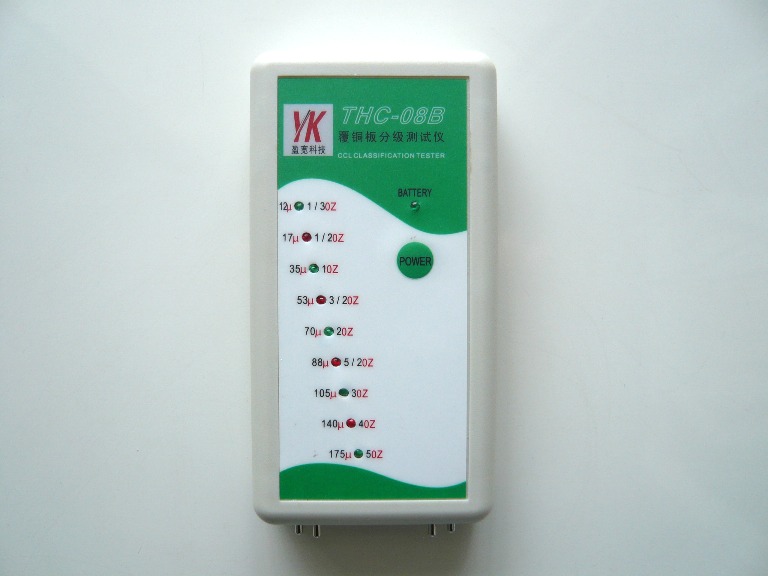 YK
盈宽科技
THC-08B
覆铜板分级测试仪
CCL CLASSIFICATION TESTER
BATTERY
POWER
12μ 1 / 3OZ
17μ 1 / 2OZ
35μ 1OZ
53μ 3 / 2OZ
70μ 2OZ
88μ 5 / 2OZ
105μ 3OZ
140μ 4OZ
175μ 5OZ